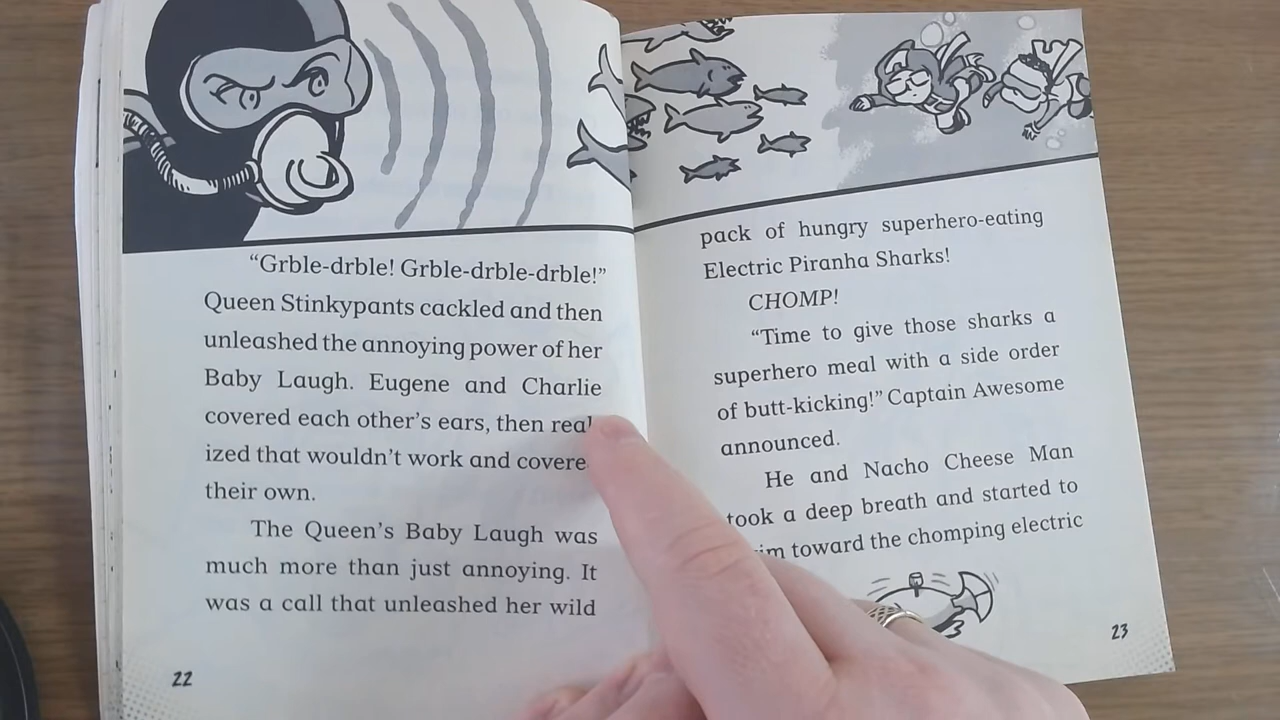 “Grble-drble! Grble-drble-drble!”
Queen Stinkypants cackled and then
unleashed the annoying power of her
Baby Laugh. Eugene and Charlie
covered each other’s ears, then real
ized that wouldn’t work and covere
their own.
The Queen’s Baby Laugh was
much more than just annoying. It
was a call that unleashed her wild
22
pack of hungry superhero-eating
Electric Piranha Sharks!
CHOMP!
“Time to give those sharks a
superhero meal with a side order
of butt-kicking!” Captain Awesome
announced.
He and Nacho Cheese Man
took a deep breath and started to
toward the chomping electric
23